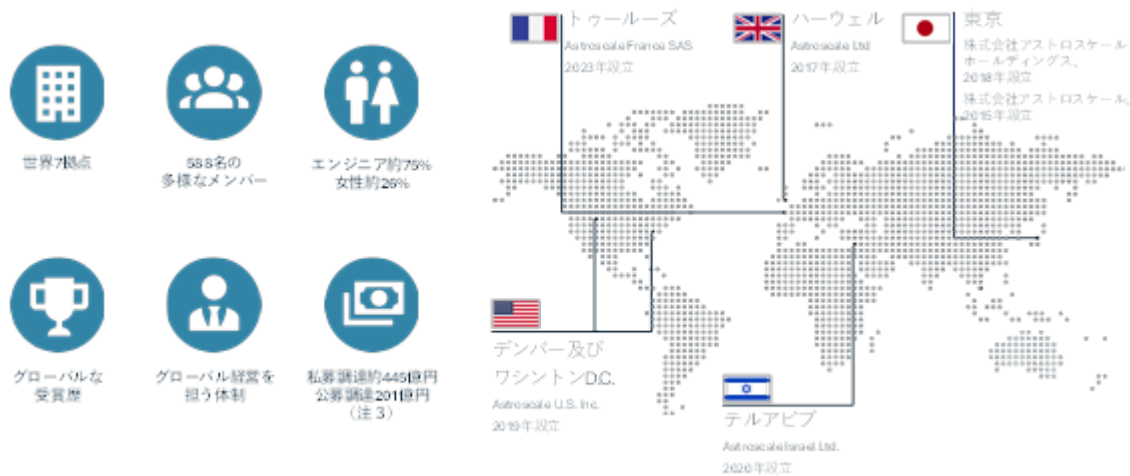 世界7拠点
588名の
多様なメンバー
エンジニア約75%
女性約26%
グローバルな
受賞歴
グローバル経営を
担う体制
私募調達約445億円
公募調達201億円
(注 3)
トゥールーズ
Astroscale France SAS
2023年設立
ハーウェル
Astroscale Ltd
2017年設立
東京
株式会社アストロスケール
ホールディングス,
2018年設立
株式会社アストロスケール,
2015年設立
デンバー及び
ワシントンD.C.
Astroscale U.S. Inc.
2019年設立
テルアビブ
Astroscale Israel Ltd.
2020年設立